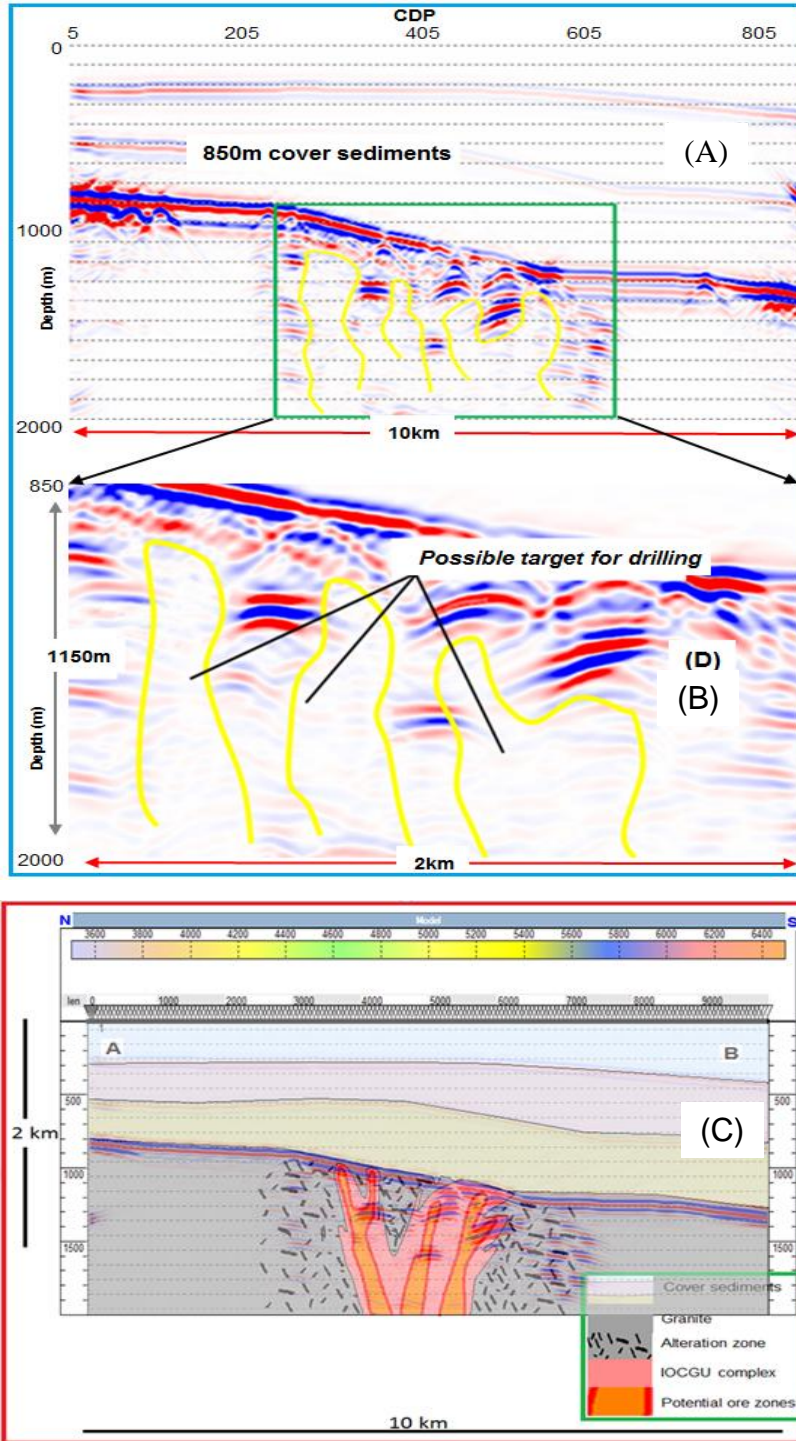 CDP
5 205 405 605 805
0
850m cover sediments
(A)
1000
Depth (m)
2000
10km
850
Possible target for drilling
1150m
(D)
(B)
Depth (m)
2000
2km
N Model S
3600 3800 4000 4200 4400 4600 4800 5000 5200 5400 5600 5800 6000 6200 6400
len 0 1000 2000 3000 4000 5000 6000 7000 8000 9000
1
A B
500 500
(C)
2 km
1000 1000
1500 1500
Cover sediments
Granite
Alteration zone
IOCGU complex
Potential ore zones
10 km